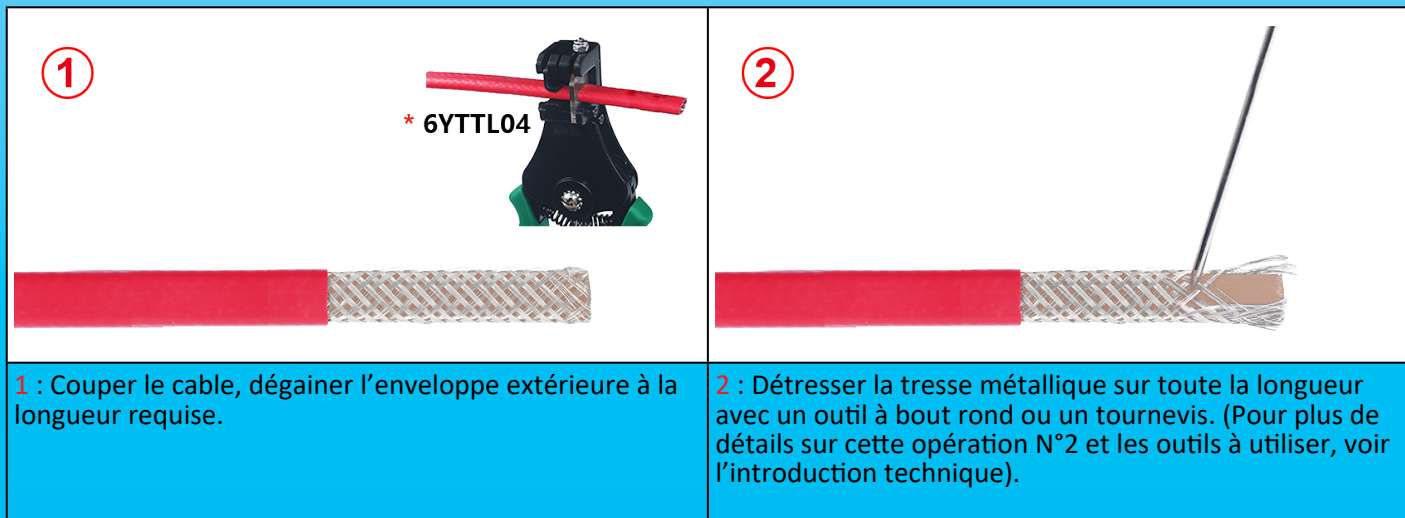 1
* 6YTTL04
2
1 : Couper le cable, dégainer l’enveloppe extérieure à la
longueur requise.
2 : Détresser la tresse métallique sur toute la longueur
avec un outil à bout rond ou un tournevis. (Pour plus de
détails sur cette opération N°2 et les outils à utiliser, voir
l’introduction technique).